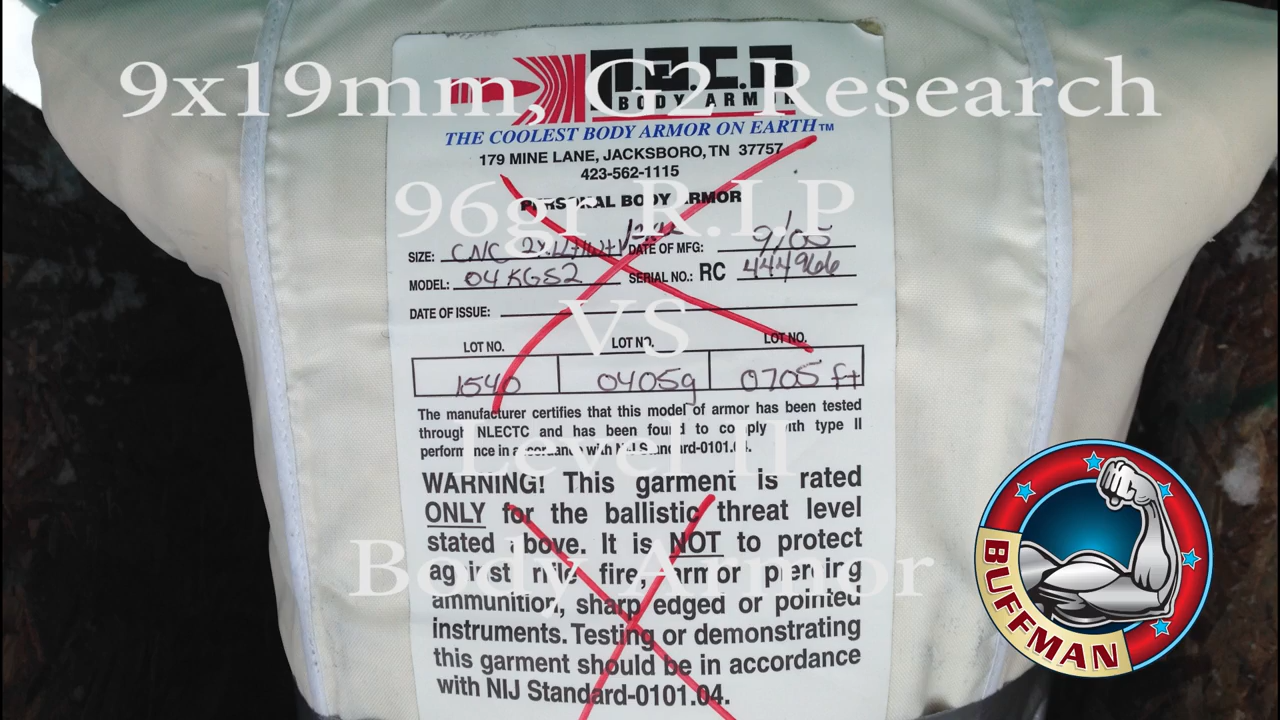 9x19mm, G2 Research
96gr R.I.P
VS
Level II
Body Armor
BODY ARMOR
THE COOLEST BODY ARMOR ON EARTH™
179 MINE LANE, JACKSBORO, TN 37757
423-562-1115
PERSONAL BODY ARMOR
SIZE: CNC DATE OF MFG: 9/05
MODEL: 04KGS2 SERIAL NO.: RC 444966
DATE OF ISSUE:
LOT NO. LOT NO. LOT NO.
1540 04059 0705 ft
The manufacturer certifies that this model of armor has been tested
through NLECTC and has been found to comply with type II
performance in accordance with NIJ Standard-0101.04.
WARNING! This garment is rated
ONLY for the ballistic threat level
stated above. It is NOT to protect
against rifle fire, armor piercing
ammunition, sharp edged or pointed
instruments. Testing or demonstrating
this garment should be in accordance
with NIJ Standard-0101.04.
BUFFMAN